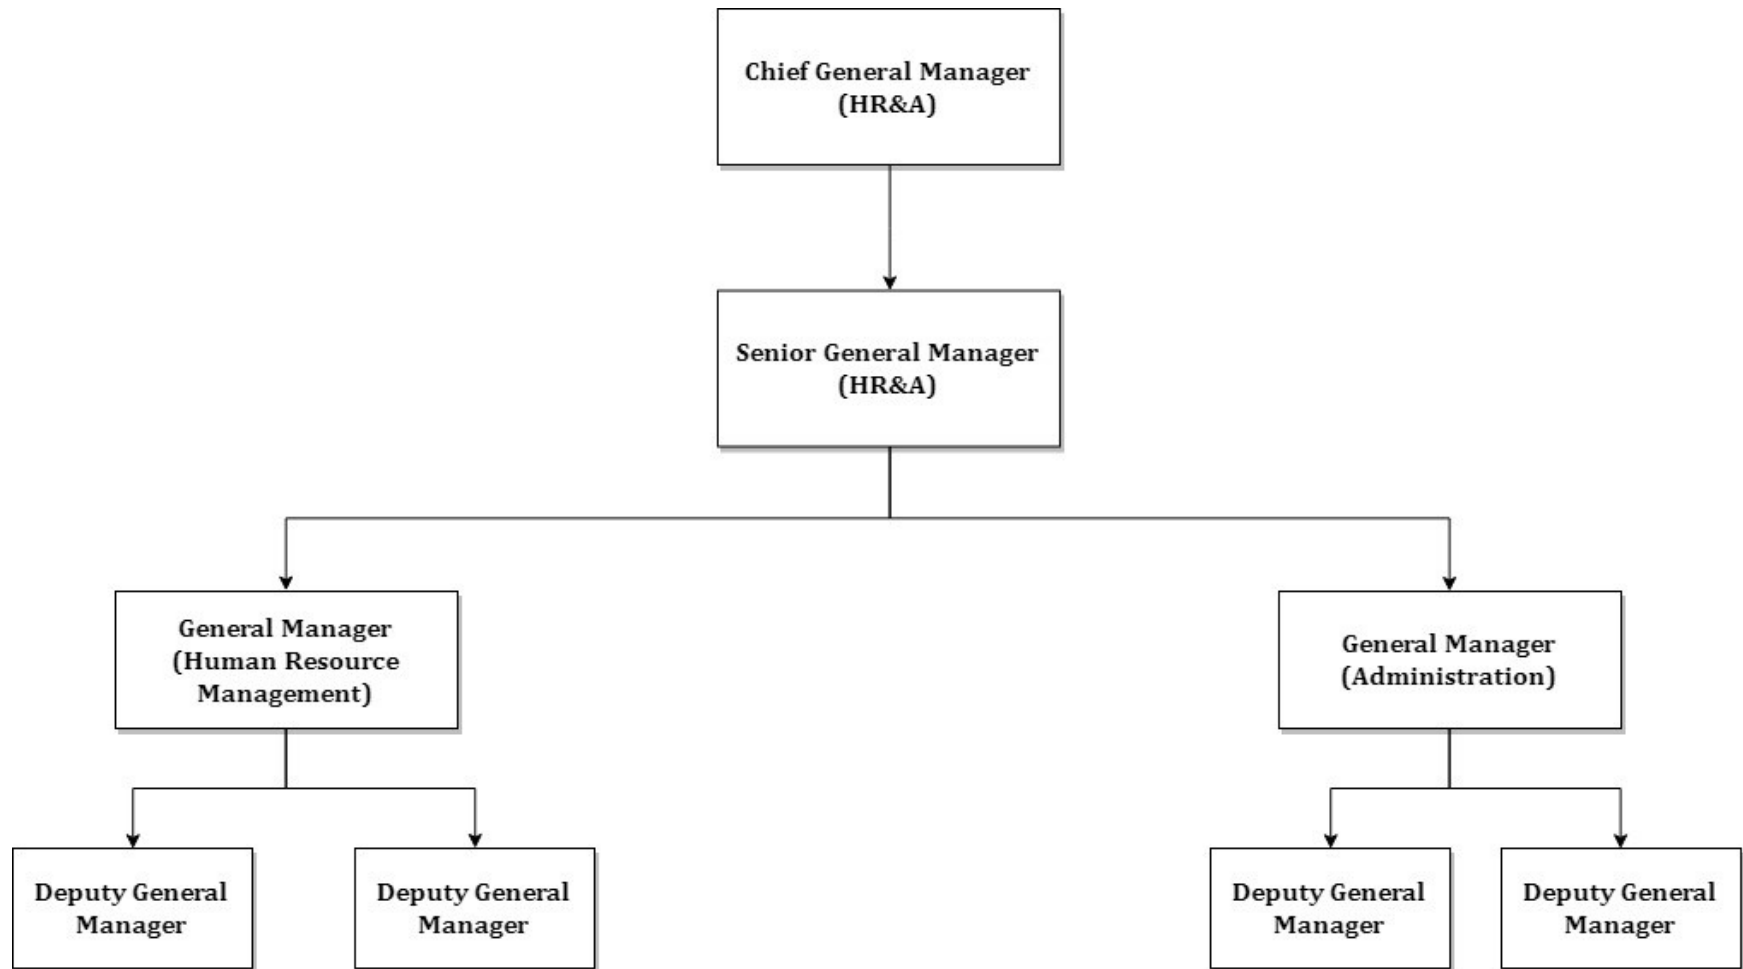 Chief General Manager
(HR&A)
Senior General Manager
(HR&A)
General Manager
(Human Resource
Management)
General Manager
(Administration)
Deputy General
Manager
Deputy General
Manager
Deputy General
Manager
Deputy General
Manager